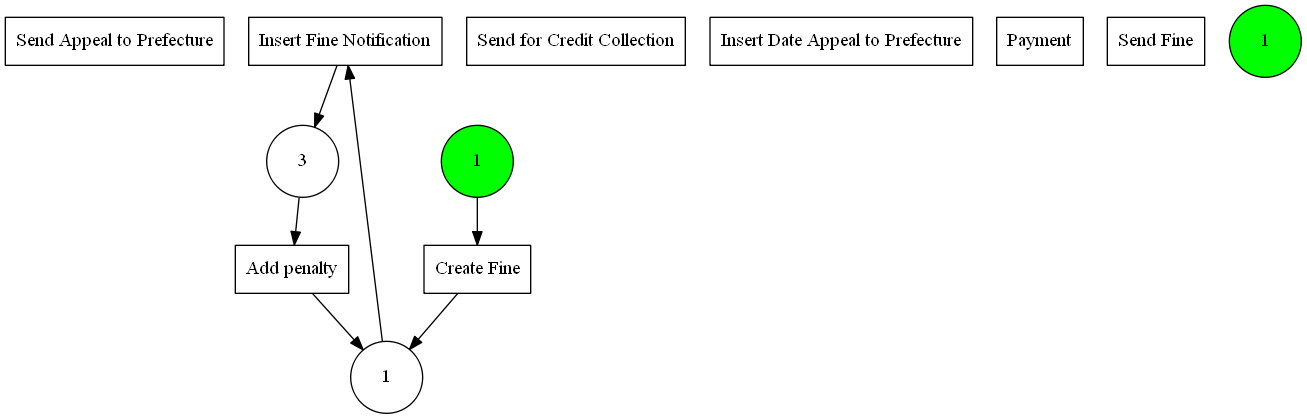 Send Appeal to Prefecture
Insert Fine Notification
Send for Credit Collection
Insert Date Appeal to Prefecture
Payment
Send Fine
1
3
1
Add penalty
Create Fine
1